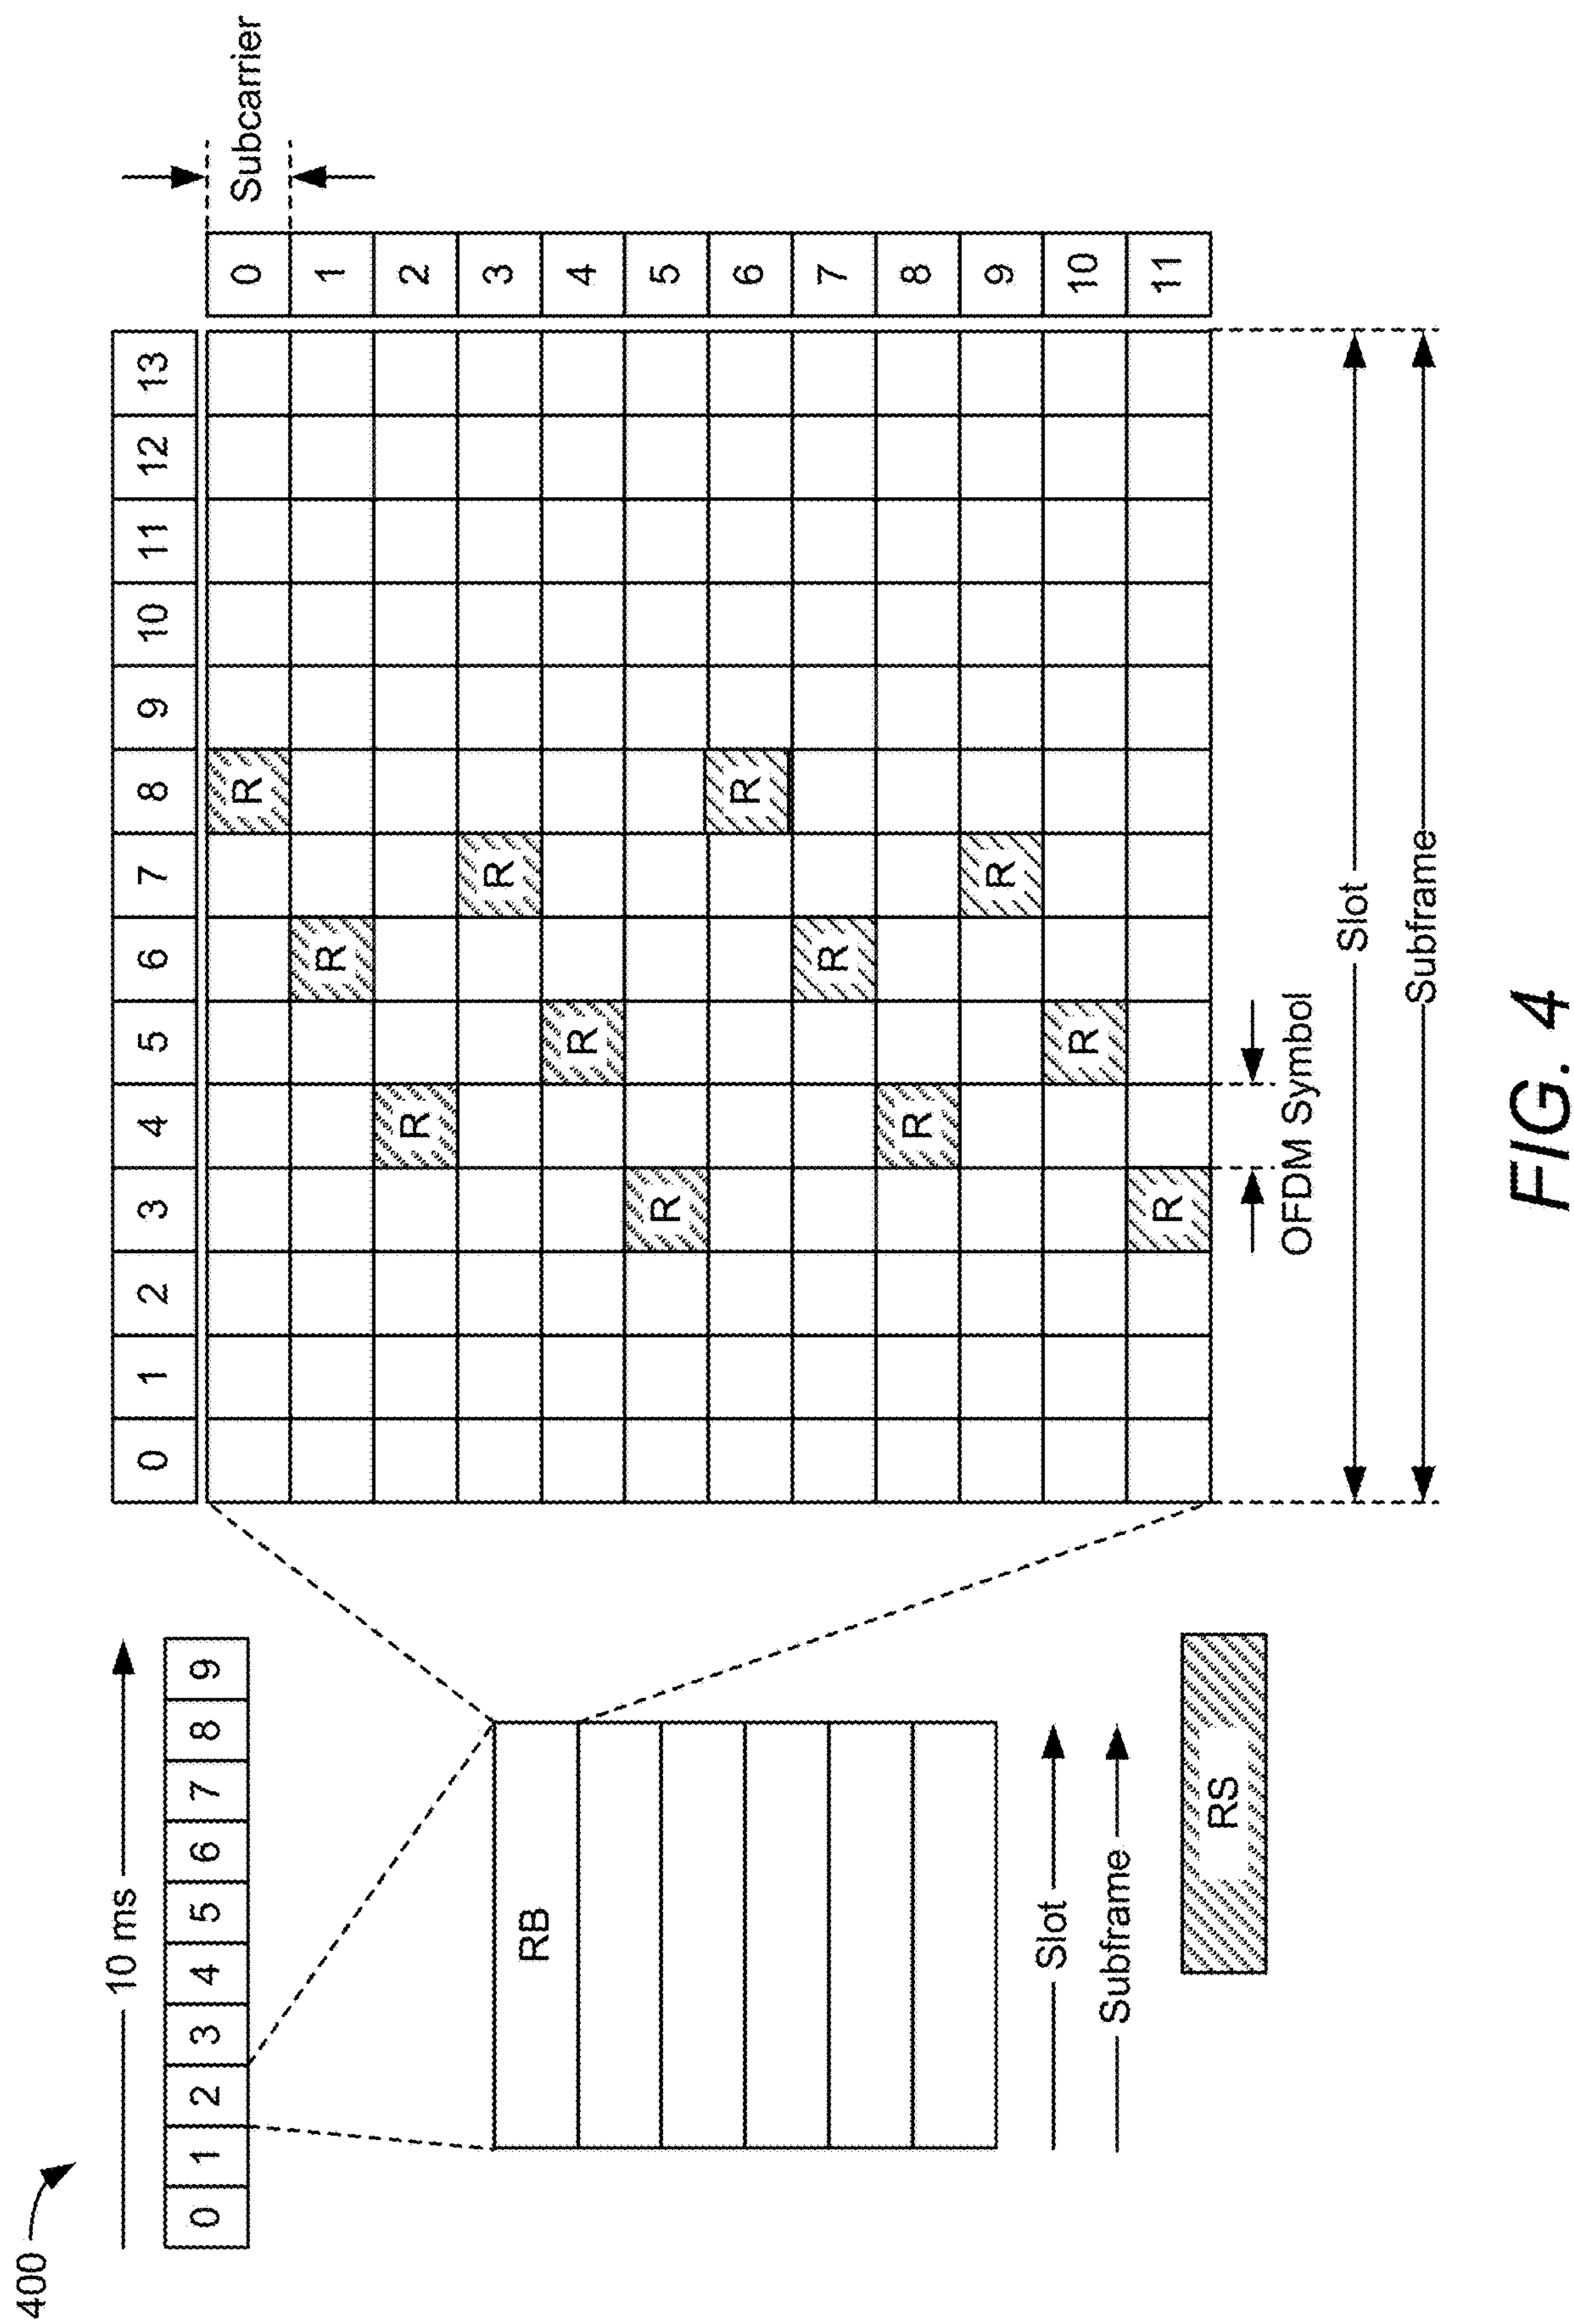 400
10 ms
0 1 2 3 4 5 6 7 8 9
RB
Slot
Subframe
RS
0 1 2 3 4 5 6 7 8 9 10 11 12 13
R 0 Subcarrier
R 1
R 2
R 3
R 4
R 5
R 6
R 7
R 8
R 9
R 10
R 11
OFDM Symbol
Slot
Subframe
FIG. 4